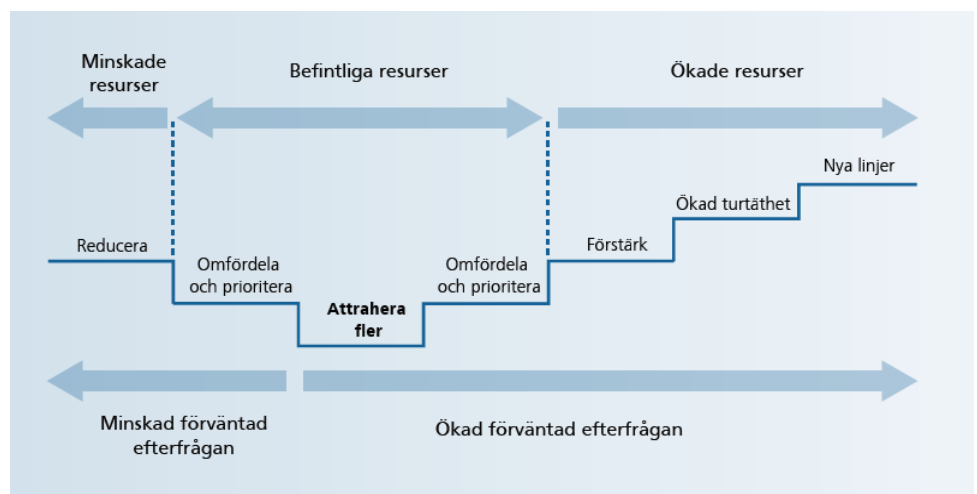 Minskade
resurser
Befintliga resurser
Ökade resurser
Nya linjer
Ökad turtäthet
Reducera
Förstärk
Omfördela
och prioritera
Omfördela
och prioritera
Attrahera
fler
Minskad förväntad
efterfrågan
Ökad förväntad efterfrågan